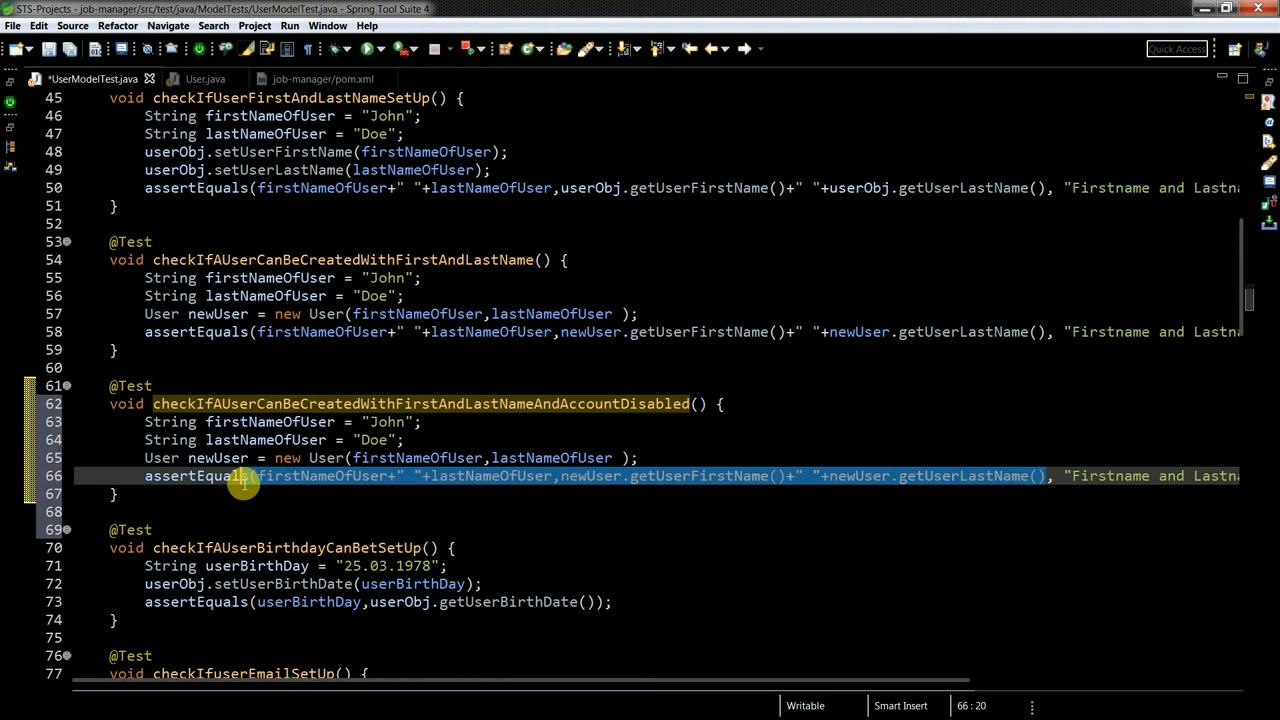 STS-Projects - job-manager/src/test/java/ModelTests/UserModelTest.java - Spring Tool Suite 4
File Edit Source Refactor Navigate Search Project Run Window Help
Quick Access
*UserModelTest.java User.java job-manager/pom.xml
45 void checkIfUserFirstAndLastNameSetUp() {
46 String firstNameOfUser = "John";
47 String lastNameOfUser = "Doe";
48 userObj.setUserFirstName(firstNameOfUser);
49 userObj.setUserLastName(lastNameOfUser);
50 assertEquals(firstNameOfUser+" "+lastNameOfUser,userObj.getUserFirstName()+" "+userObj.getUserLastName(), "Firstname and Lastn
51 }
52
53 @Test
54 void checkIfAUserCanBeCreatedWithFirstAndLastName() {
55 String firstNameOfUser = "John";
56 String lastNameOfUser = "Doe";
57 User newUser = new User(firstNameOfUser,lastNameOfUser );
58 assertEquals(firstNameOfUser+" "+lastNameOfUser,newUser.getUserFirstName()+" "+newUser.getUserLastName(), "Firstname and Lastn
59 }
60
61 @Test
62 void checkIfAUserCanBeCreatedWithFirstAndLastNameAndAccountDisabled() {
63 String firstNameOfUser = "John";
64 String lastNameOfUser = "Doe";
65 User newUser = new User(firstNameOfUser,lastNameOfUser );
66 assertEquals(firstNameOfUser+" "+lastNameOfUser,newUser.getUserFirstName()+" "+newUser.getUserLastName(), "Firstname and Lastn
67 }
68
69 @Test
70 void checkIfAUserBirthdayCanBetSetUp() {
71 String userBirthDay = "25.03.1978";
72 userObj.setUserBirthDate(userBirthDay);
73 assertEquals(userBirthDay,userObj.getUserBirthDate());
74 }
75
76 @Test
77 void checkIfuserEmailSetUp() {
Writable Smart Insert 66 : 20